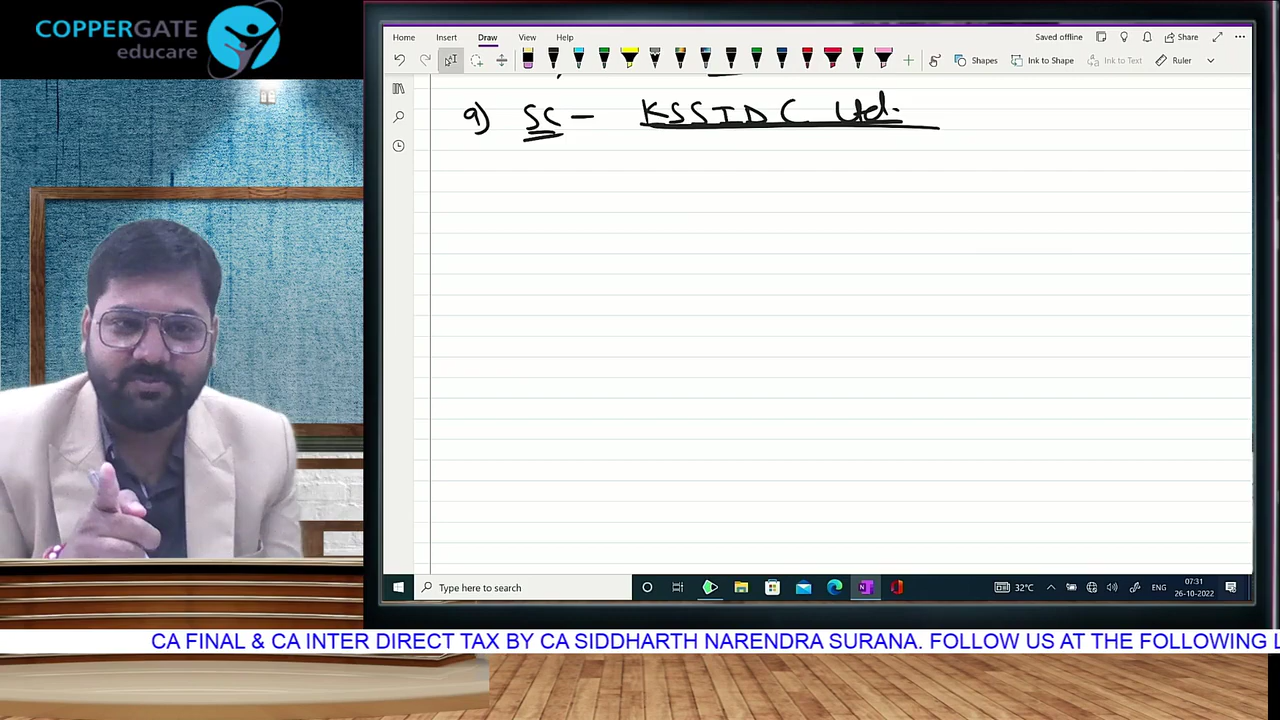 COPPERGATE
educare
Home Insert Draw View Help
Saved offline
Share
Shapes
Ink to Shape
Ink to Text
Ruler
9) SC - KSSIDC Ltd.
Type here to search
32°C
ENG
07:31
26-10-2022
CA FINAL & CA INTER DIRECT TAX BY CA SIDDHARTH NARENDRA SURANA. FOLLOW US AT THE FOLLOWING L